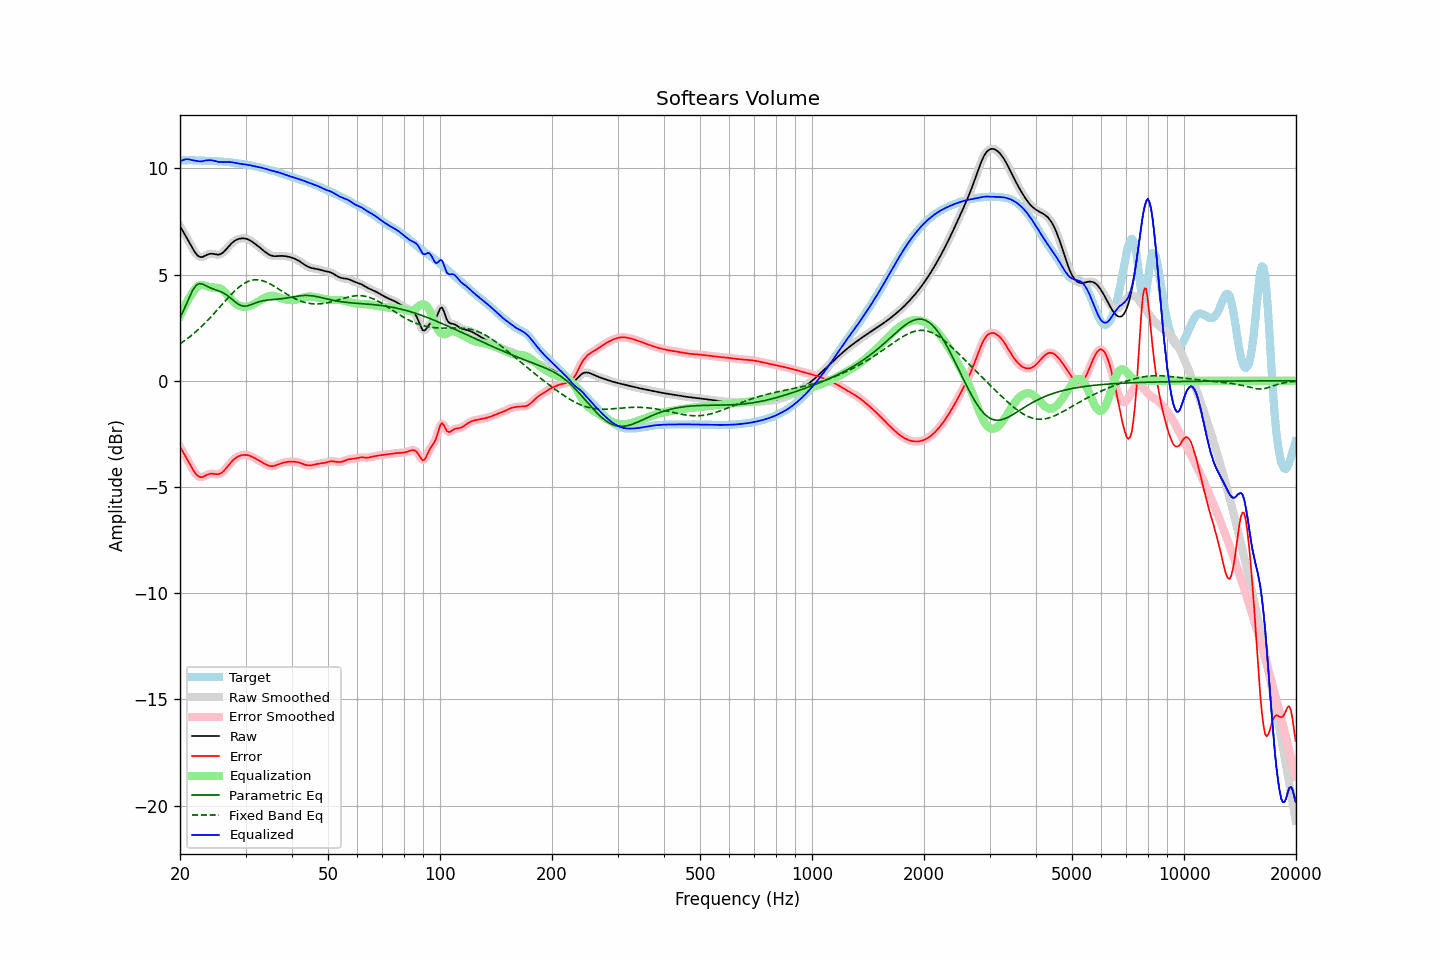 Softears Volume
10
5
0
−5
−10
−15
−20
Amplitude (dBr)
Target
Raw Smoothed
Error Smoothed
Raw
Error
Equalization
Parametric Eq
Fixed Band Eq
Equalized
20 50 100 200 500 1000 2000 5000 10000 20000
Frequency (Hz)